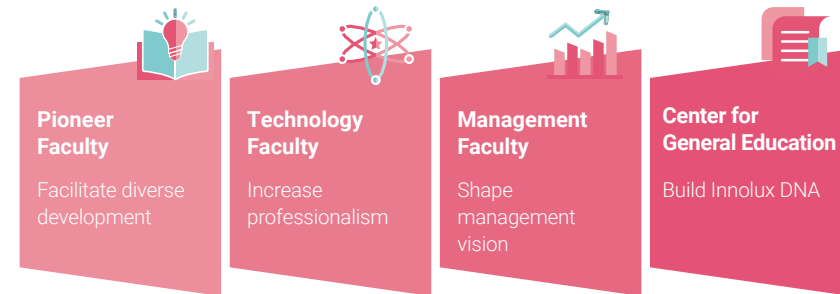 Pioneer
Faculty
Facilitate diverse
development
Technology
Faculty
Increase
professionalism
Management
Faculty
Shape
management
vision
Center for
General Education
Build Innolux DNA